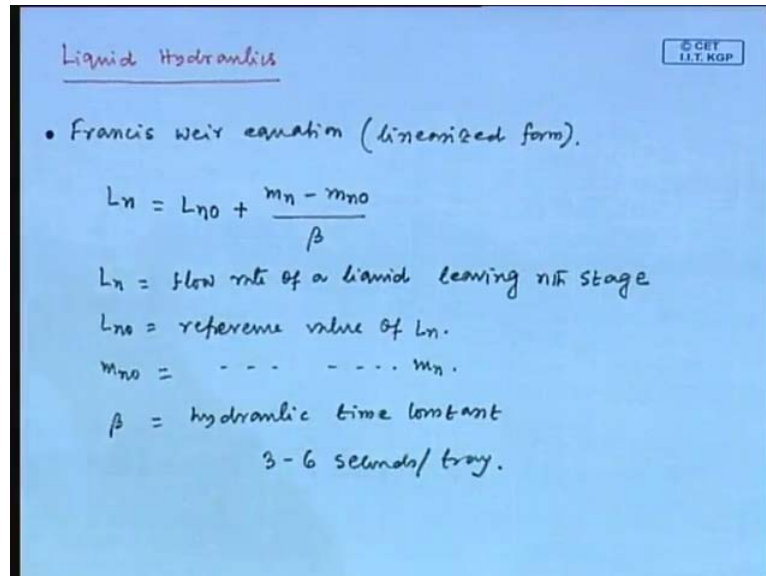 Liquid Hydraulics
© CET
I.I.T. KGP
• Francis weir equation (linearized form).
Ln = Ln0 + mn - mn0 / β
Ln = flow rate of a liquid leaving nth stage
Ln0 = reference value of Ln.
mn0 = - - - - - - - mn.
β = hydraulic time constant
3 - 6 seconds/ tray.